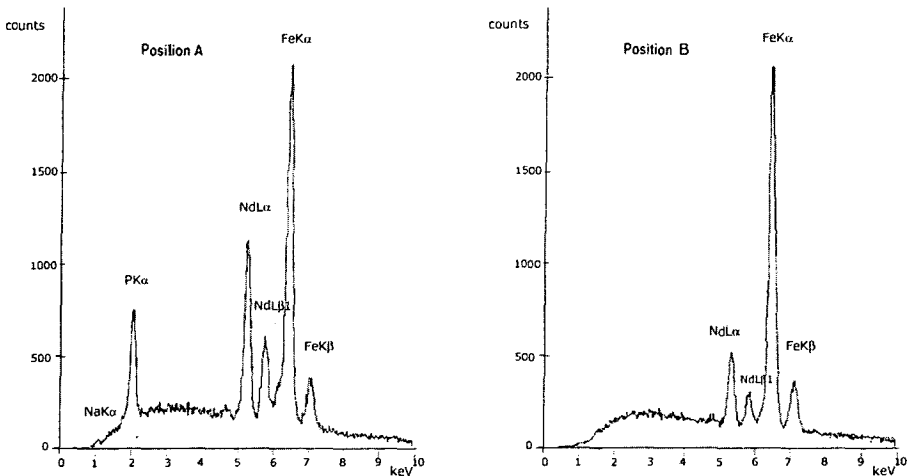 counts
Position A
FeKα
2000
1500
NdLα
1000
PKα
NdLβ1
500
FeKβ
NaKα
0
0 1 2 3 4 5 6 7 8 9 10
keV
counts
Position B
FeKα
2000
1500
1000
NdLα
500
NdLβ1
FeKβ
0
0 1 2 3 4 5 6 7 8 9 10
keV